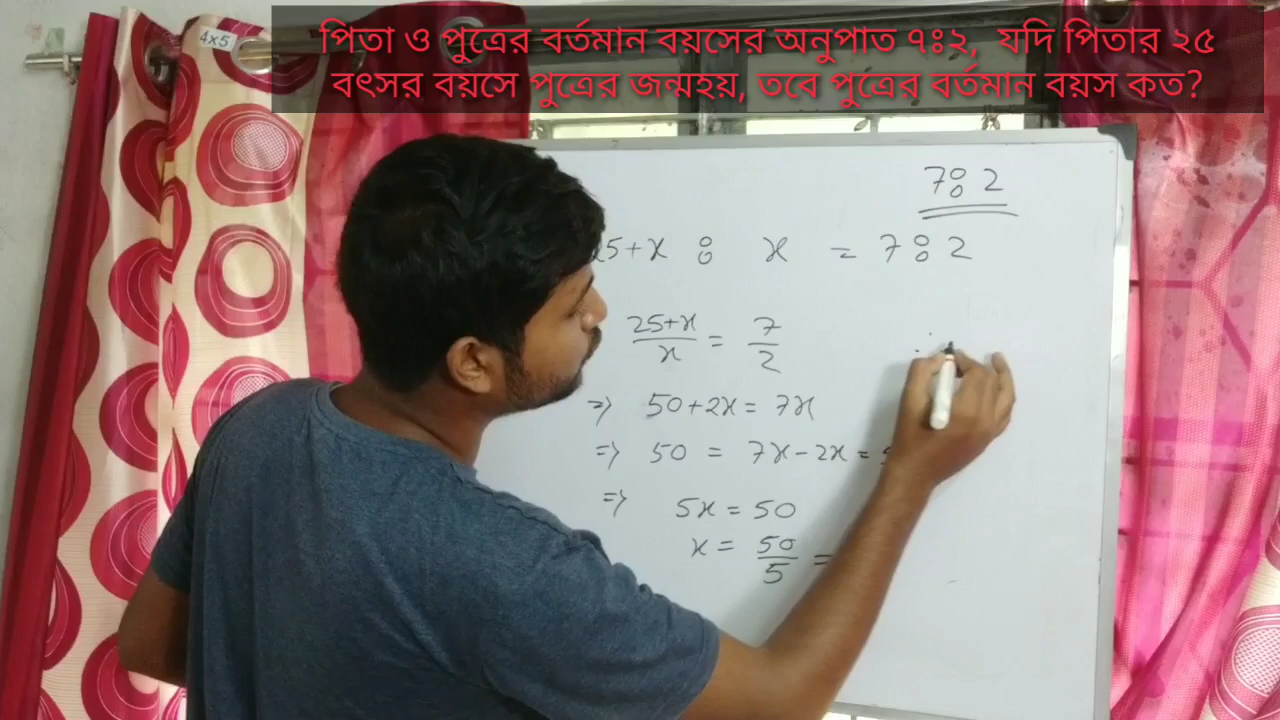 পিতা ও পুত্রের বর্তমান বয়সের অনুপাত ৭ঃ২, যদি পিতার ২৫
বৎসর বয়সে পুত্রের জন্মহয়, তবে পুত্রের বর্তমান বয়স কত?
4x5
7:2
5+x : x = 7:2
25+x/x = 7/2
=> 50+2x = 7x
=> 50 = 7x-2x =
=> 5x = 50
x = 50/5 =